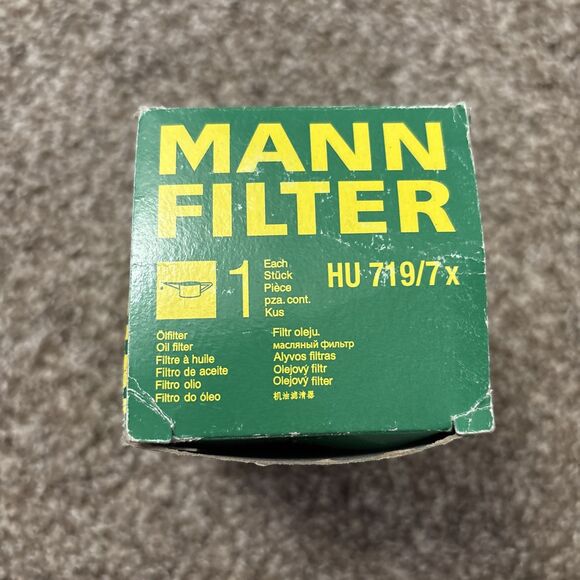 MANN
FILTER
1
Each
Stück
Pièce
pza. cont.
Kus
HU 719/7 x
Ölfilter
Oil filter
Filtre à huile
Filtro de aceite
Filtro olio
Filtro do óleo
Filtr oleju.
масляный фильтр
Alyvos filtras
Olejový filtr
Olejový filter
机油滤清器